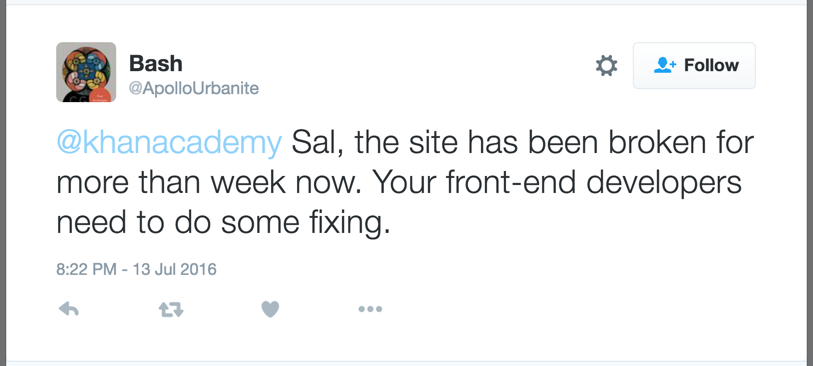 Bash
@ApolloUrbanite
Follow
@khanacademy Sal, the site has been broken for
more than week now. Your front-end developers
need to do some fixing.
8:22 PM - 13 Jul 2016